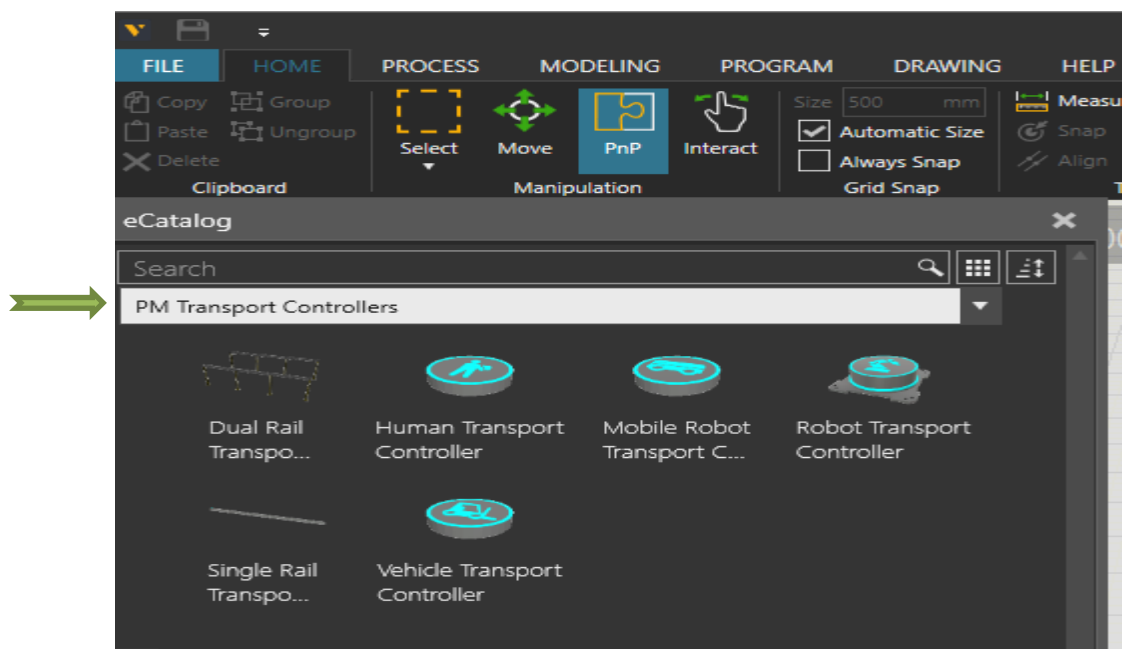 FILE HOME PROCESS MODELING PROGRAM DRAWING HELP
Copy Group
Paste Ungroup
Delete
Clipboard
Select Move PnP Interact
Manipulation
Size 500 mm
Automatic Size
Always Snap
Grid Snap
Measu
Snap
Align
T
eCatalog
Search
PM Transport Controllers
Dual Rail
Transpo...
Human Transport
Controller
Mobile Robot
Transport C...
Robot Transport
Controller
Single Rail
Transpo...
Vehicle Transport
Controller